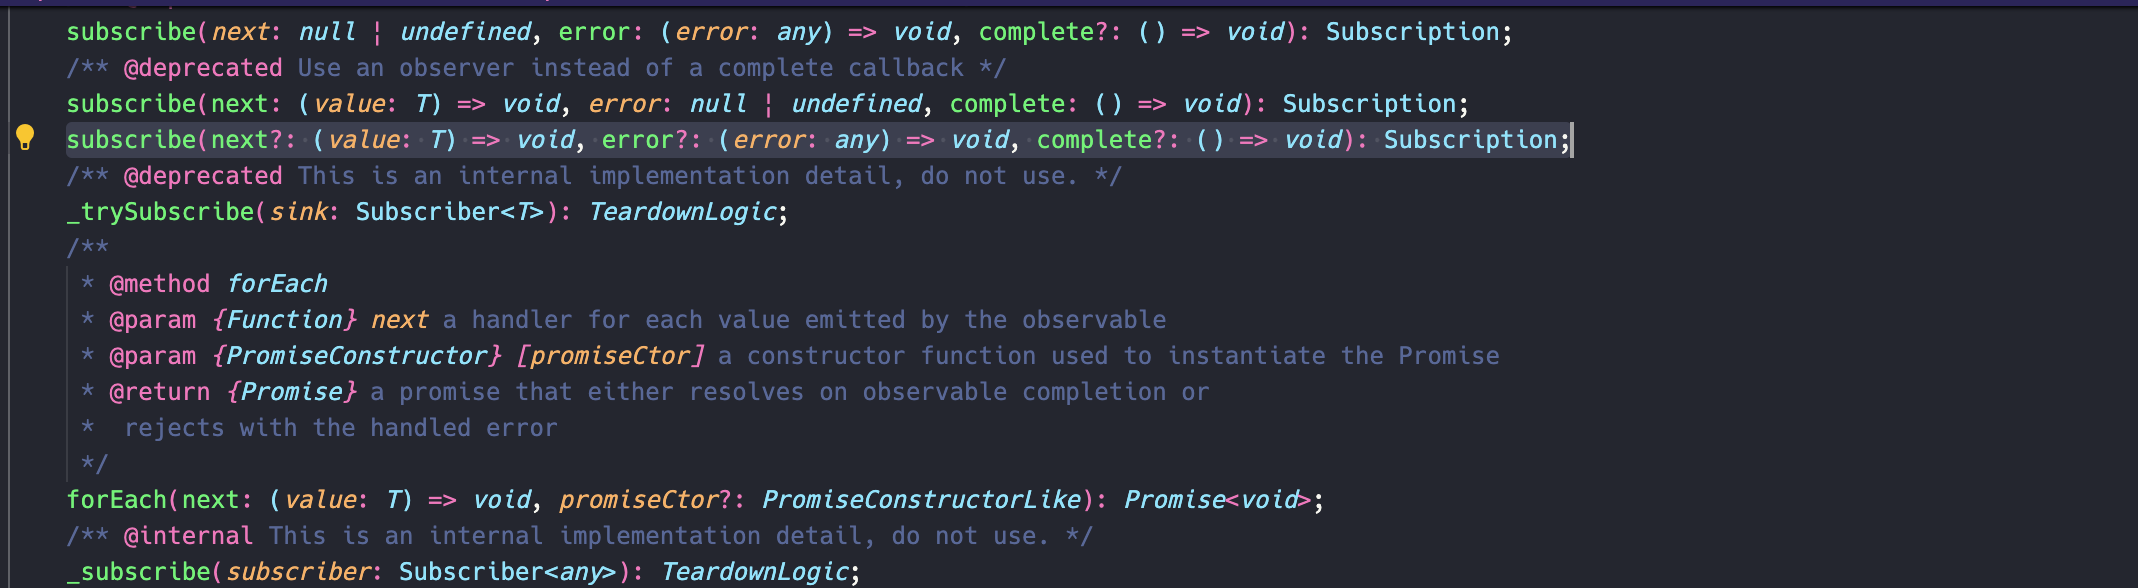 subscribe(next: null | undefined, error: (error: any) => void, complete?: () => void): Subscription;
/** @deprecated Use an observer instead of a complete callback */
subscribe(next: (value: T) => void, error: null | undefined, complete: () => void): Subscription;
subscribe(next?: (value: T) => void, error?: (error: any) => void, complete?: () => void): Subscription;
/** @deprecated This is an internal implementation detail, do not use. */
_trySubscribe(sink: Subscriber<T>): TeardownLogic;
/**
* @method forEach
* @param {Function} next a handler for each value emitted by the observable
* @param {PromiseConstructor} [promiseCtor] a constructor function used to instantiate the Promise
* @return {Promise} a promise that either resolves on observable completion or
*  rejects with the handled error
*/
forEach(next: (value: T) => void, promiseCtor?: PromiseConstructorLike): Promise<void>;
/** @internal This is an internal implementation detail, do not use. */
_subscribe(subscriber: Subscriber<any>): TeardownLogic;